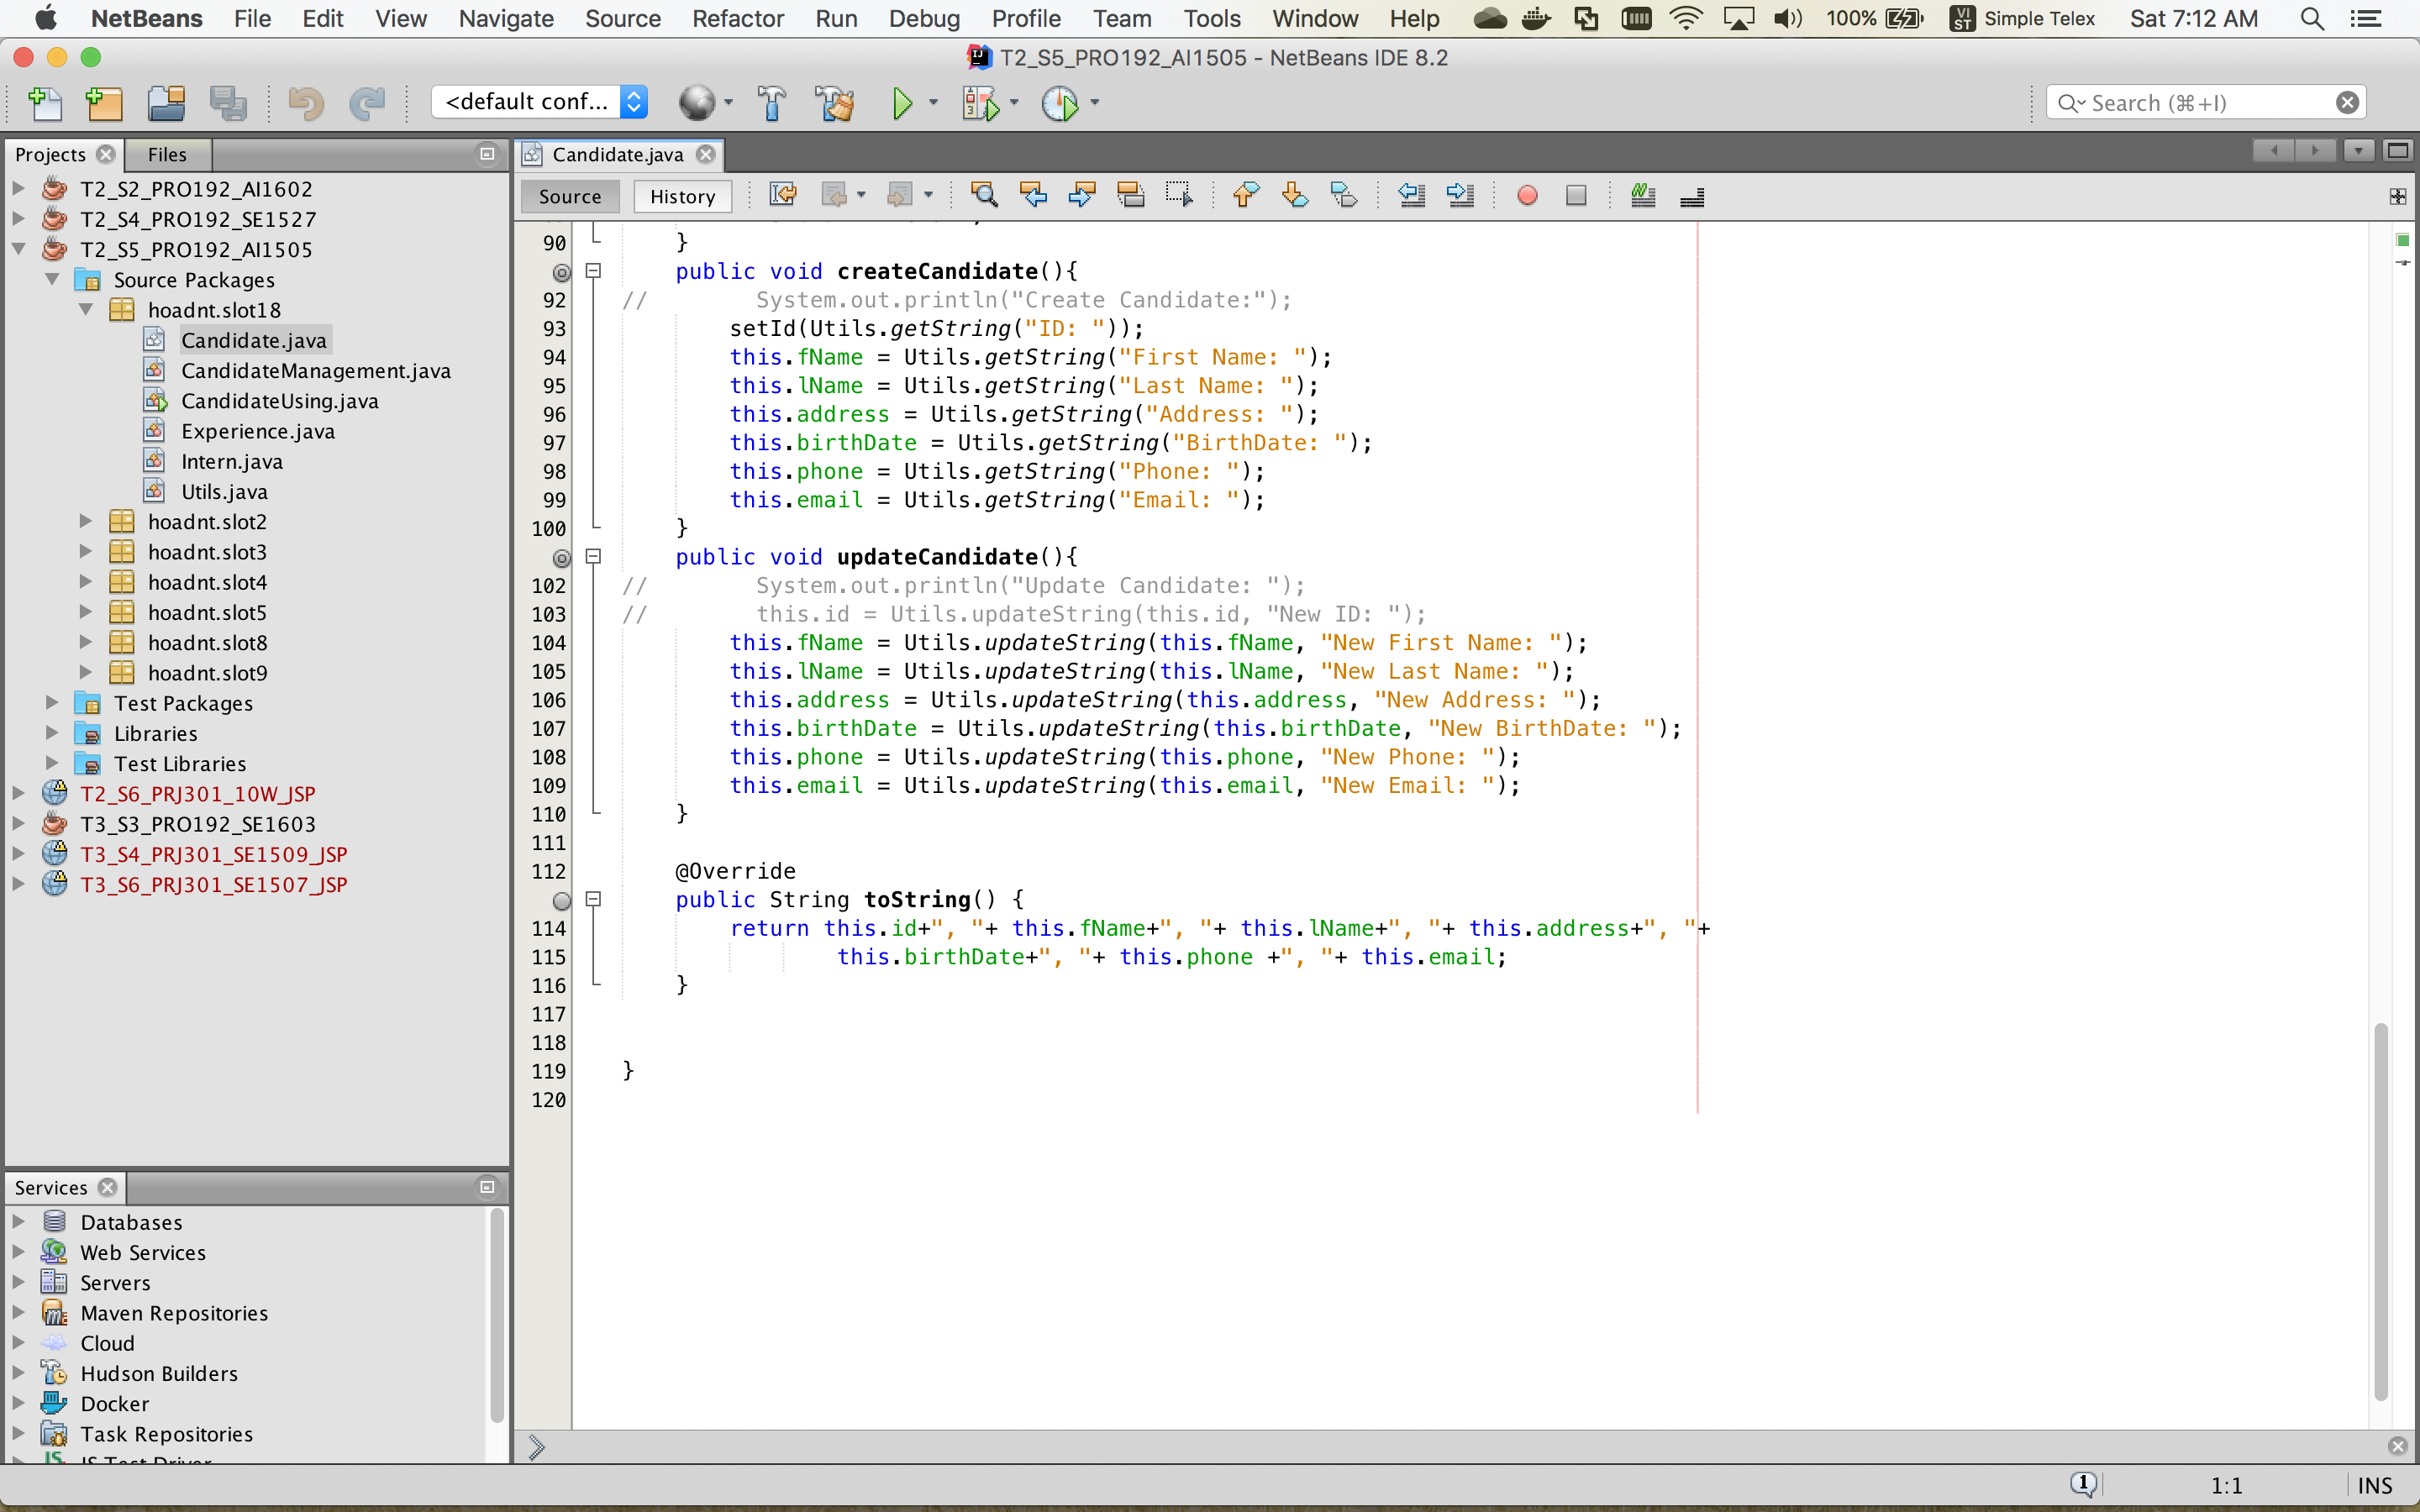 NetBeans File Edit View Navigate Source Refactor Run Debug Profile Team Tools Window Help 100% VI ST Simple Telex Sat 7:12 AM
T2_S5_PRO192_AI1505 - NetBeans IDE 8.2
<default conf... Search (⌘+I)
Projects Files
T2_S2_PRO192_AI1602
T2_S4_PRO192_SE1527
T2_S5_PRO192_AI1505
Source Packages
hoadnt.slot18
Candidate.java
CandidateManagement.java
CandidateUsing.java
Experience.java
Intern.java
Utils.java
hoadnt.slot2
hoadnt.slot3
hoadnt.slot4
hoadnt.slot5
hoadnt.slot8
hoadnt.slot9
Test Packages
Libraries
Test Libraries
T2_S6_PRJ301_10W_JSP
T3_S3_PRO192_SE1603
T3_S4_PRJ301_SE1509_JSP
T3_S6_PRJ301_SE1507_JSP
Services
Databases
Web Services
Servers
Maven Repositories
Cloud
Hudson Builders
Docker
Task Repositories
JS Test Driver
Candidate.java
Source History
90 }
public void createCandidate(){
92 // System.out.println("Create Candidate:");
93 setId(Utils.getString("ID: "));
94 this.fName = Utils.getString("First Name: ");
95 this.lName = Utils.getString("Last Name: ");
96 this.address = Utils.getString("Address: ");
97 this.birthDate = Utils.getString("BirthDate: ");
98 this.phone = Utils.getString("Phone: ");
99 this.email = Utils.getString("Email: ");
100 }
public void updateCandidate(){
102 // System.out.println("Update Candidate: ");
103 // this.id = Utils.updateString(this.id, "New ID: ");
104 this.fName = Utils.updateString(this.fName, "New First Name: ");
105 this.lName = Utils.updateString(this.lName, "New Last Name: ");
106 this.address = Utils.updateString(this.address, "New Address: ");
107 this.birthDate = Utils.updateString(this.birthDate, "New BirthDate: ");
108 this.phone = Utils.updateString(this.phone, "New Phone: ");
109 this.email = Utils.updateString(this.email, "New Email: ");
110 }
111
112 @Override
public String toString() {
114 return this.id+", "+ this.fName+", "+ this.lName+", "+ this.address+", "+
115 this.birthDate+", "+ this.phone +", "+ this.email;
116 }
117
118
119 }
120
1 1:1 INS